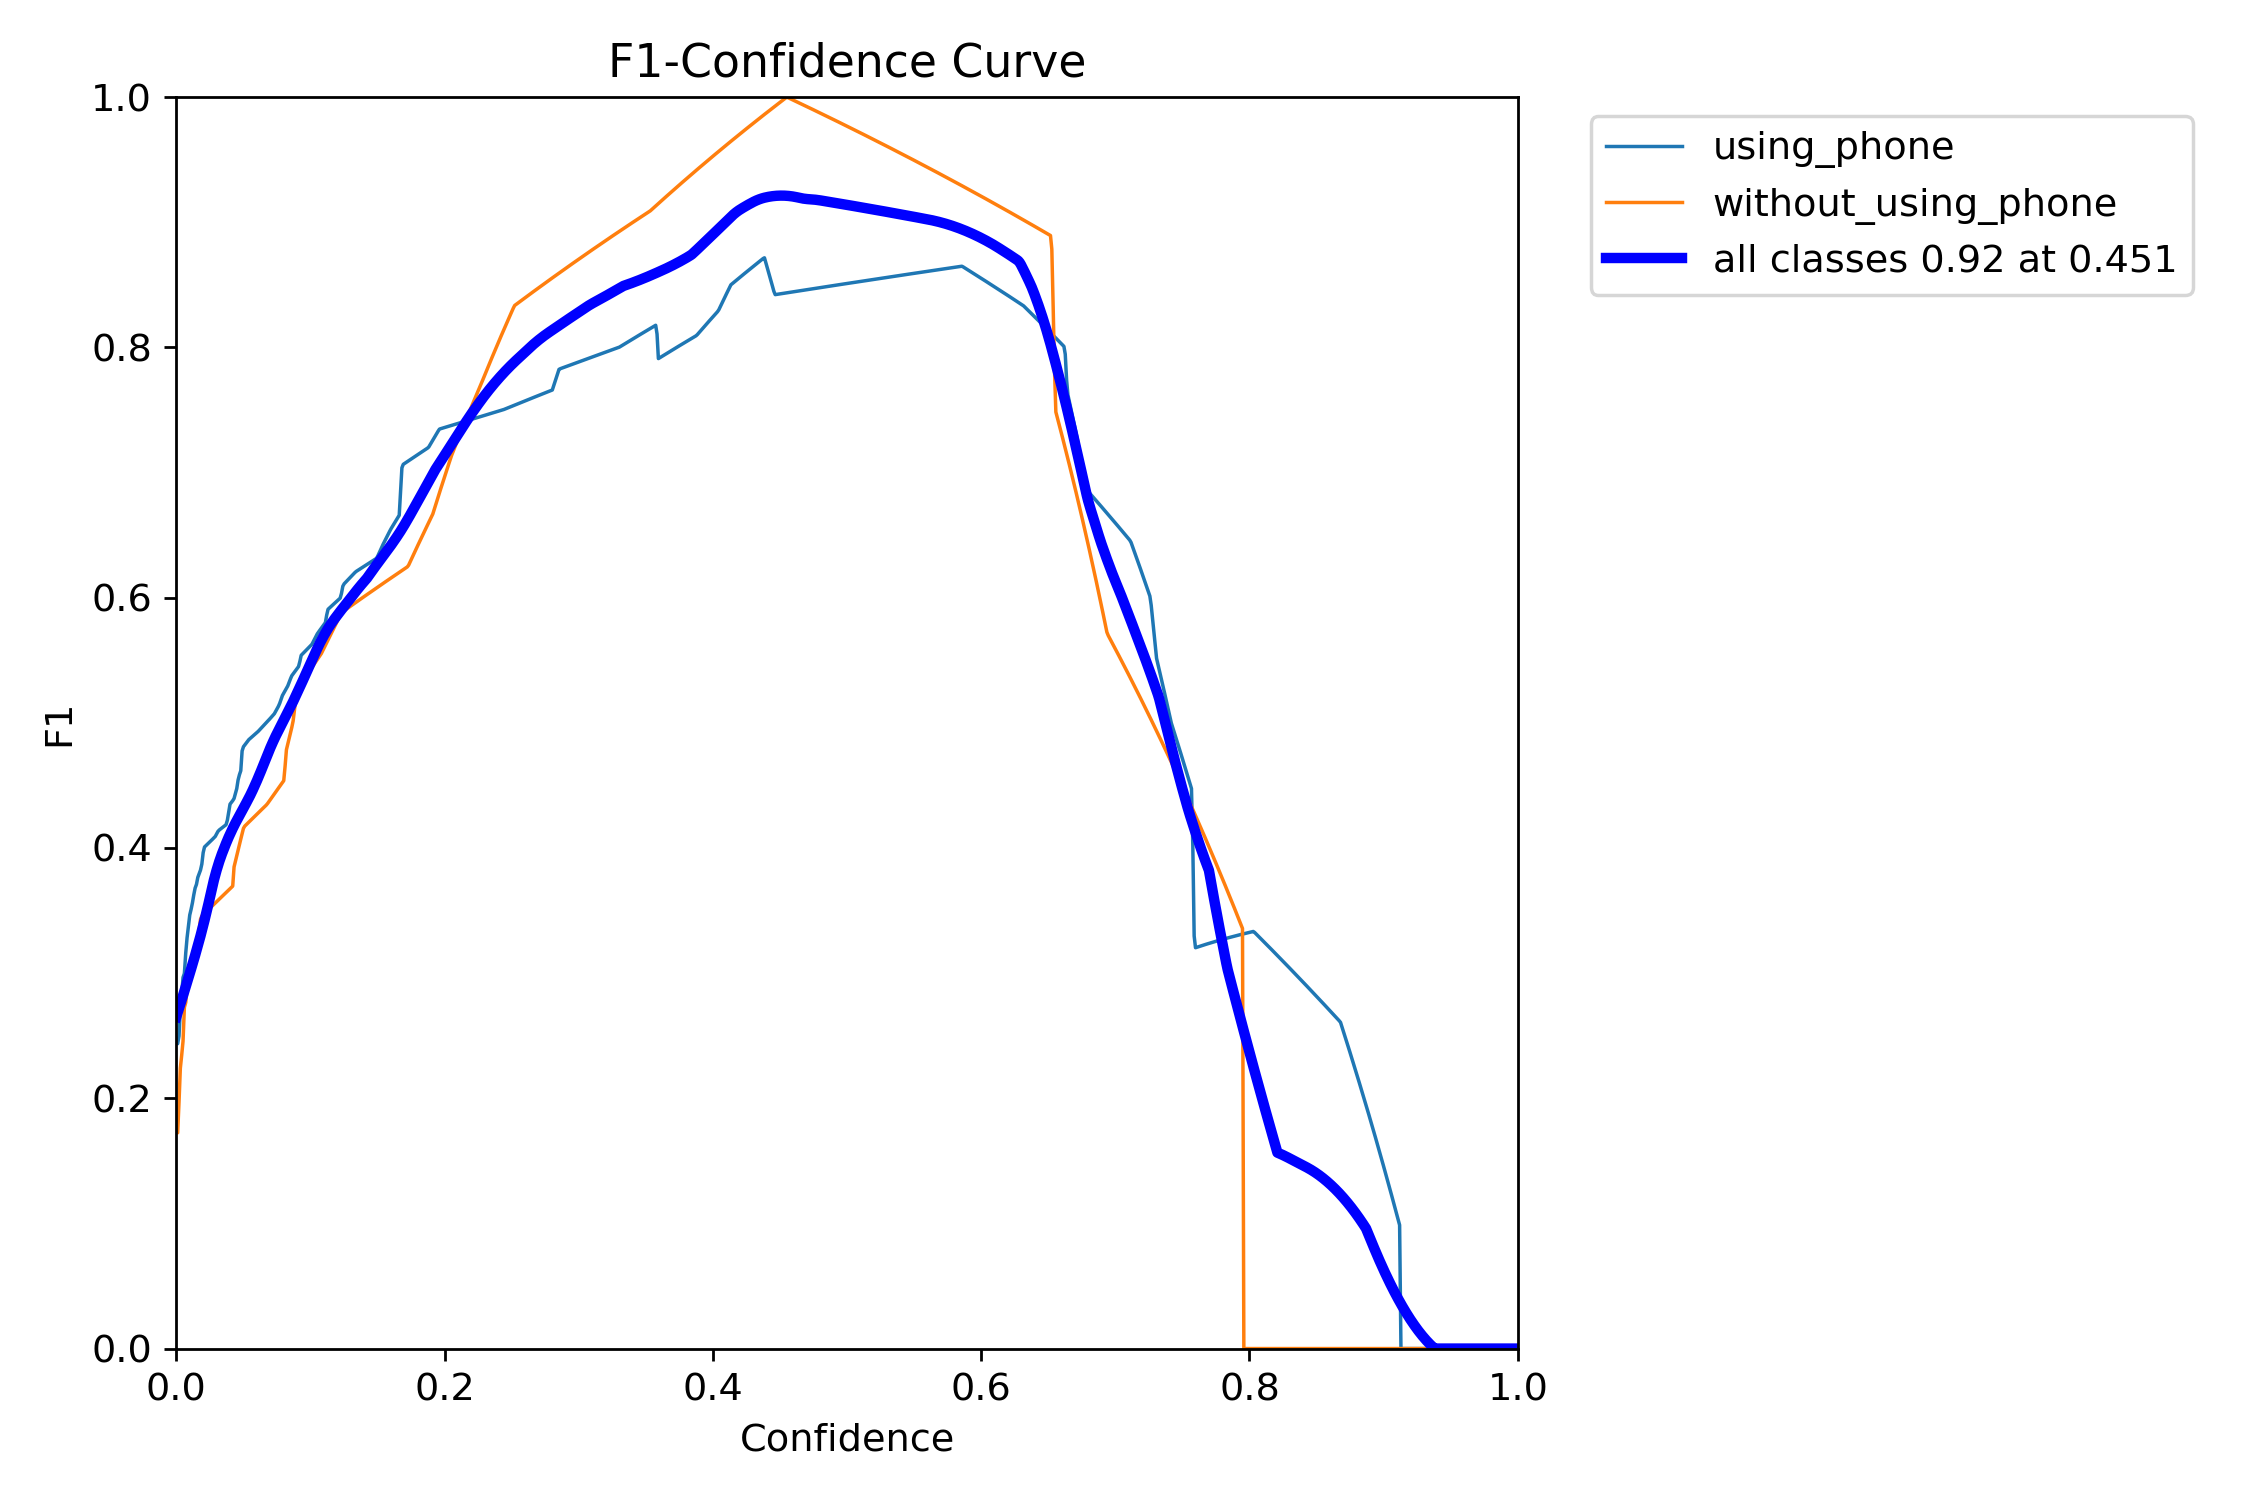 F1-Confidence Curve
1.0
0.8
0.6
0.4
0.2
0.0
F1
0.0 0.2 0.4 0.6 0.8 1.0
Confidence
using_phone
without_using_phone
all classes 0.92 at 0.451